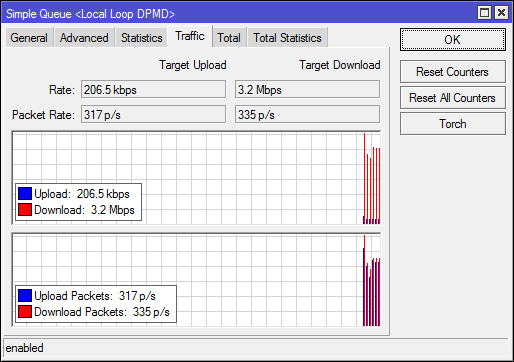 Simple Queue <Local Loop DPMD>
General Advanced Statistics Traffic Total Total Statistics
Target Upload Target Download
Rate: 206.5 kbps 3.2 Mbps
Packet Rate: 317 p/s 335 p/s
Upload: 206.5 kbps
Download: 3.2 Mbps
Upload Packets: 317 p/s
Download Packets: 335 p/s
OK
Reset Counters
Reset All Counters
Torch
enabled